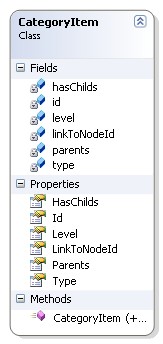 CategoryItem
Class
Fields
hasChilds
id
level
linkToNodeId
parents
type
Properties
HasChilds
Id
Level
LinkToNodeId
Parents
Type
Methods
CategoryItem (+...